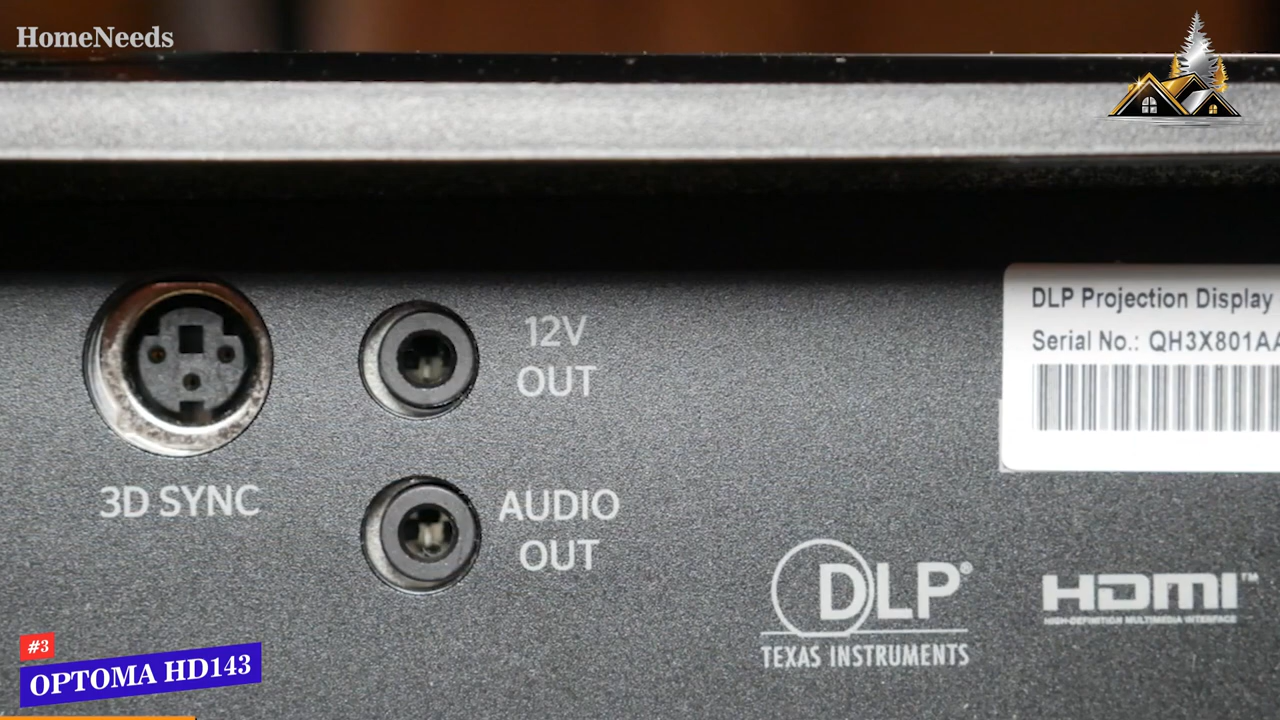 HomeNeeds
DLP Projection Display
Serial No.: QH3X801AA
12V
OUT
3D SYNC
AUDIO
OUT
DLP®
TEXAS INSTRUMENTS
HDMI™
HIGH-DEFINITION MULTIMEDIA INTERFACE
#3
OPTOMA HD143